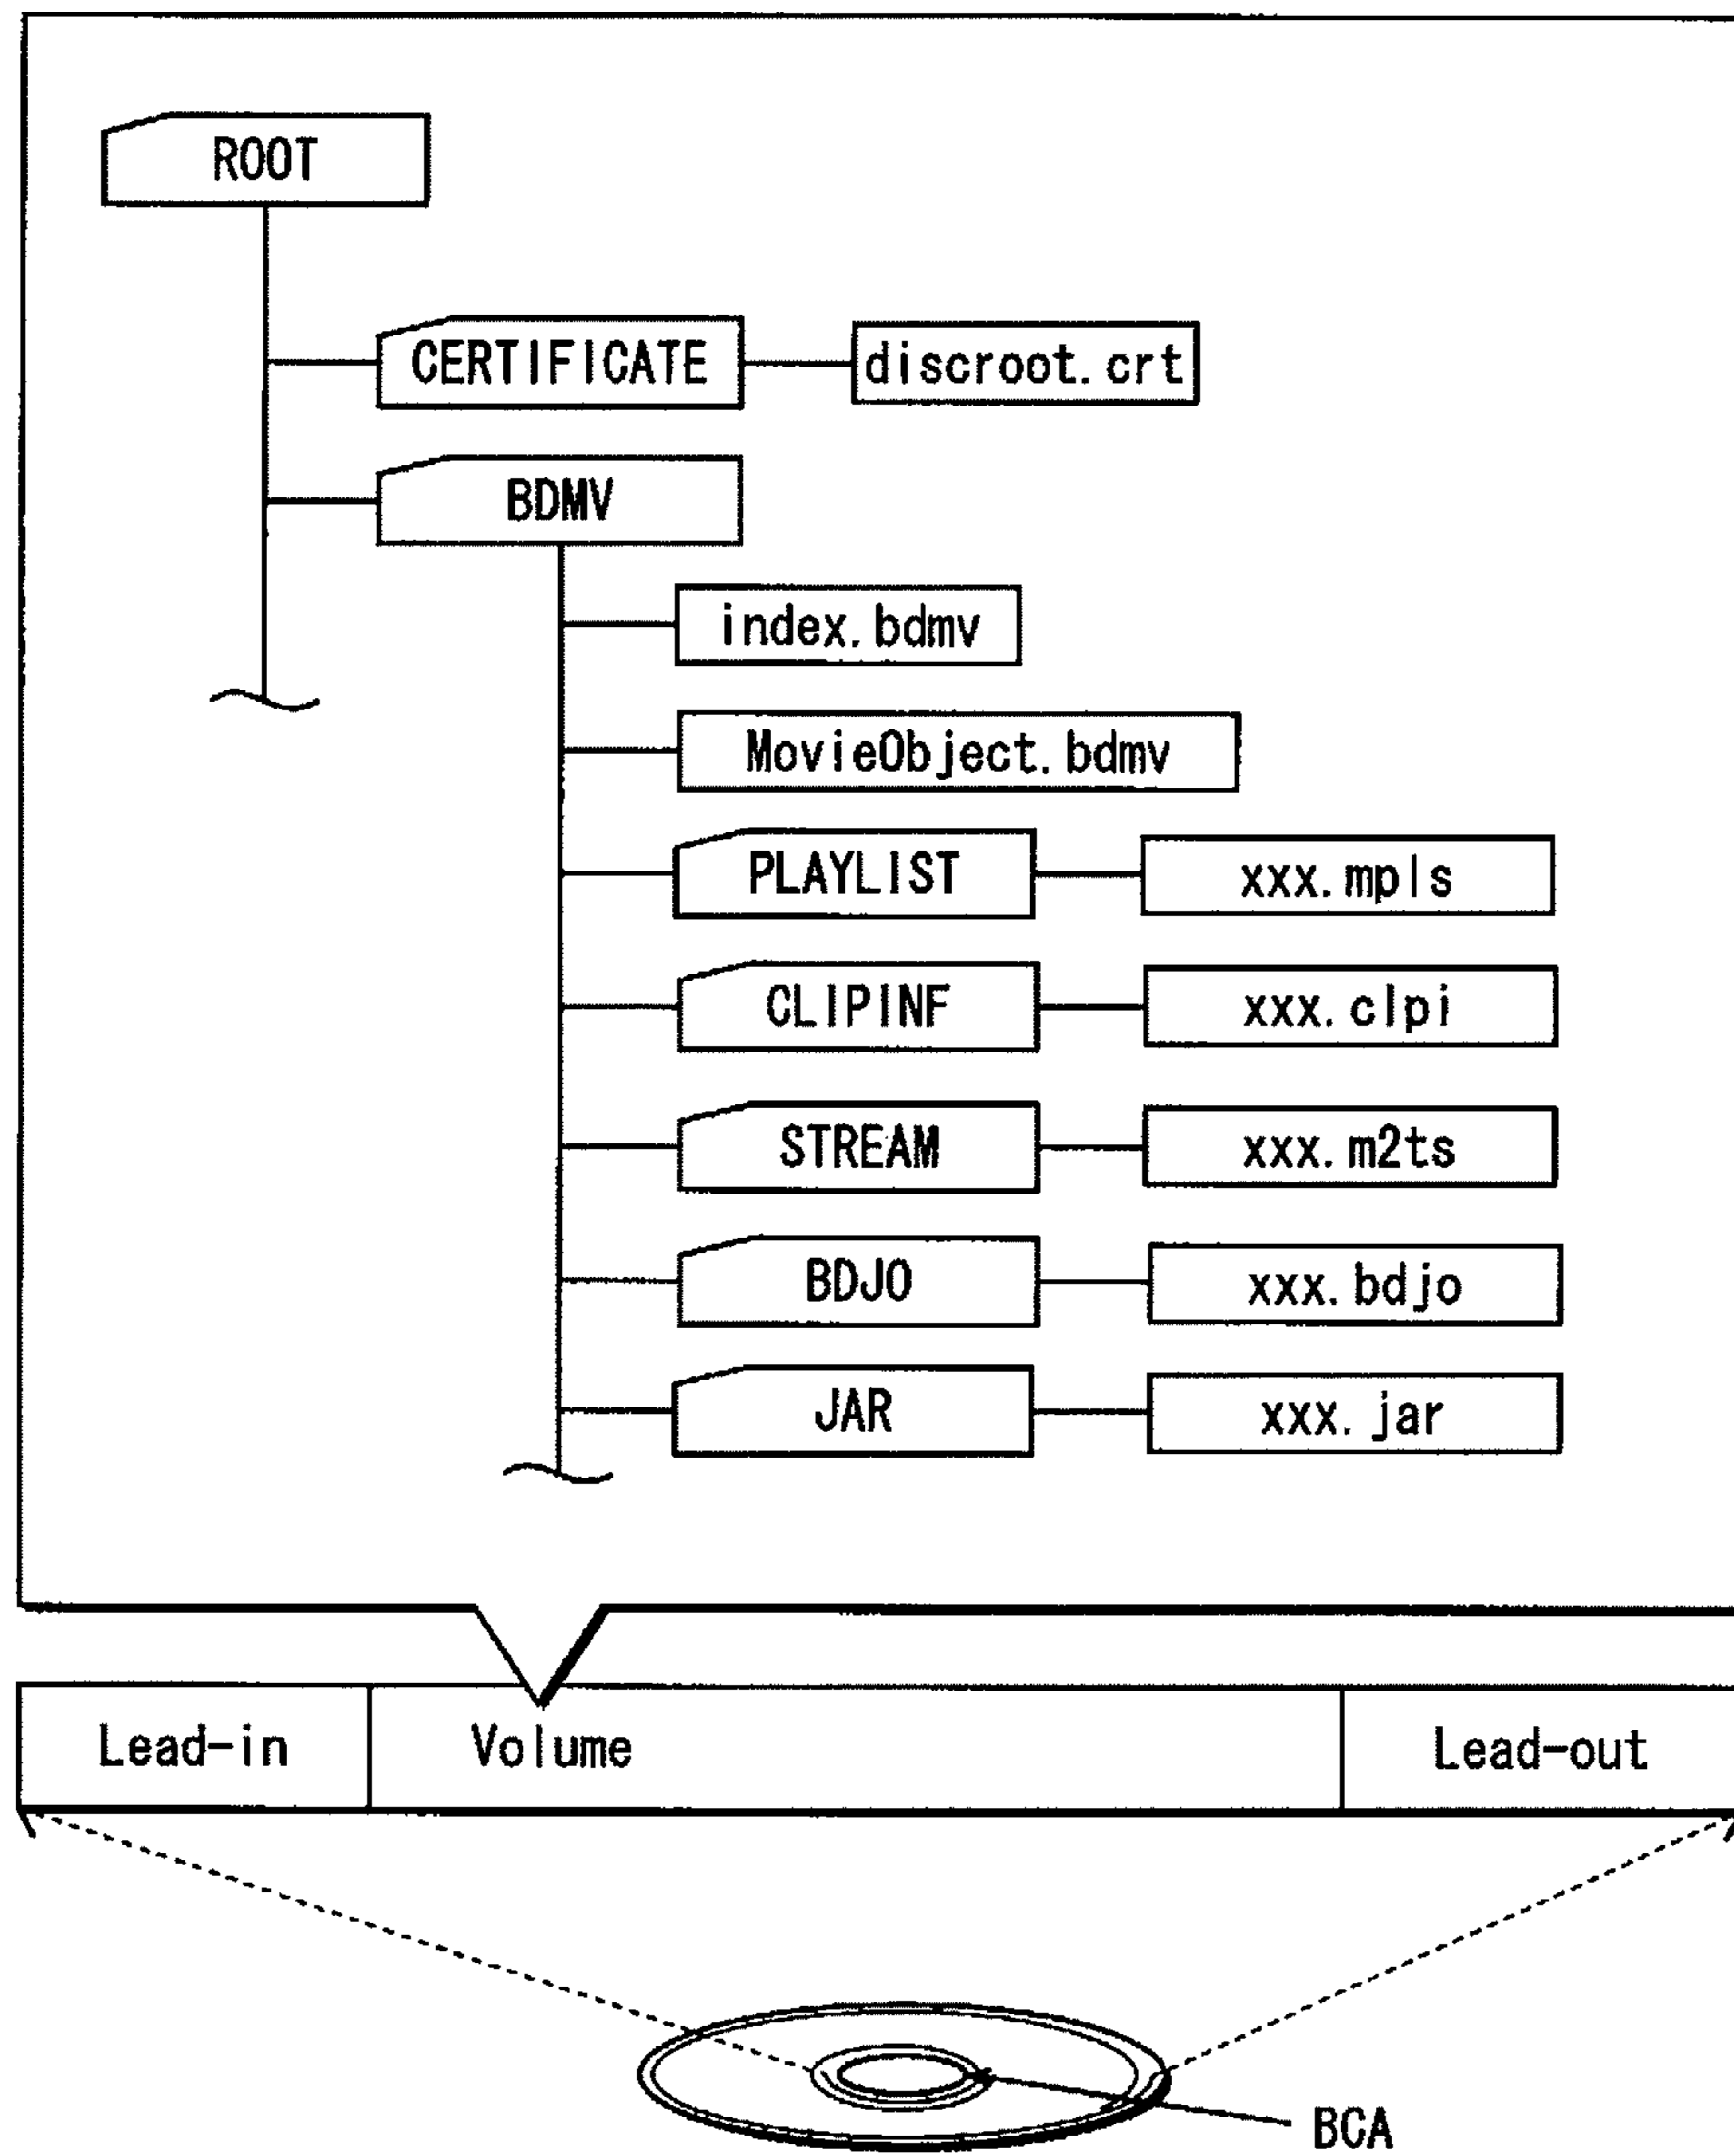 ROOT
CERTIFICATE discroot.crt
BDMV
index.bdmv
MovieObject.bdmv
PLAYLIST xxx.mpls
CLIPINF xxx.clpi
STREAM xxx.m2ts
BDJO xxx.bdjo
JAR xxx.jar
Lead-in Volume Lead-out
BCA